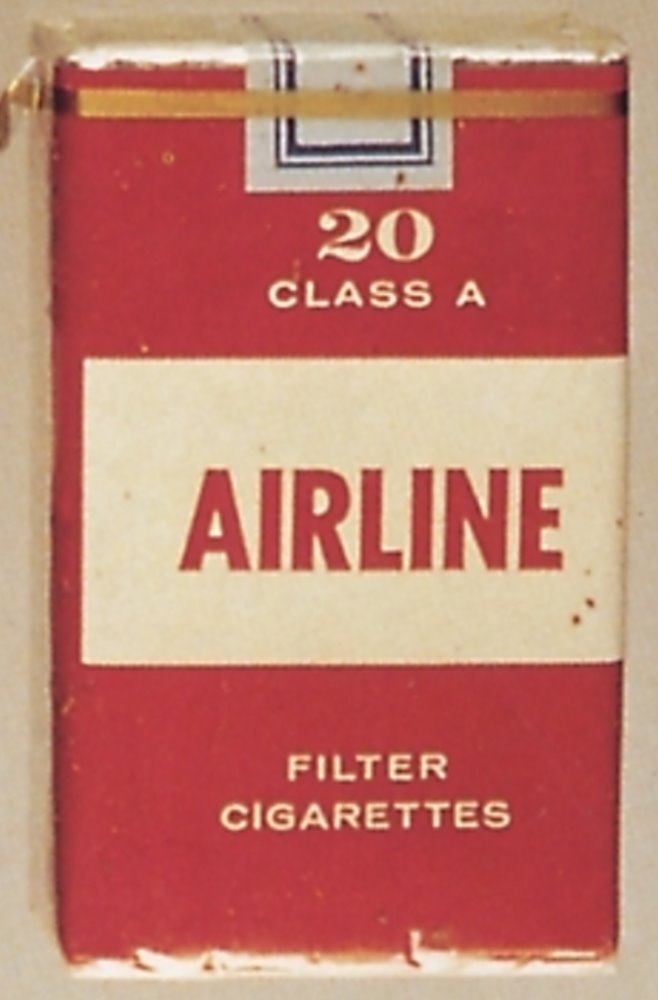 20
CLASS A
AIRLINE
FILTER
CIGARETTES